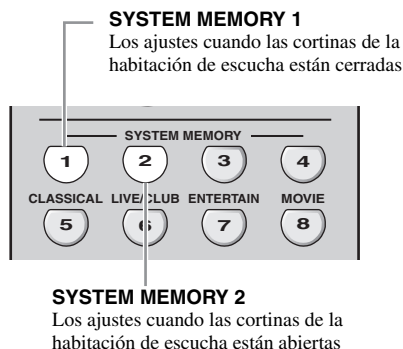 SYSTEM MEMORY 1
Los ajustes cuando las cortinas de la
habitación de escucha están cerradas
SYSTEM MEMORY
1 2 3 4
CLASSICAL LIVE/CLUB ENTERTAIN MOVIE
5 6 7 8
SYSTEM MEMORY 2
Los ajustes cuando las cortinas de la
habitación de escucha están abiertas